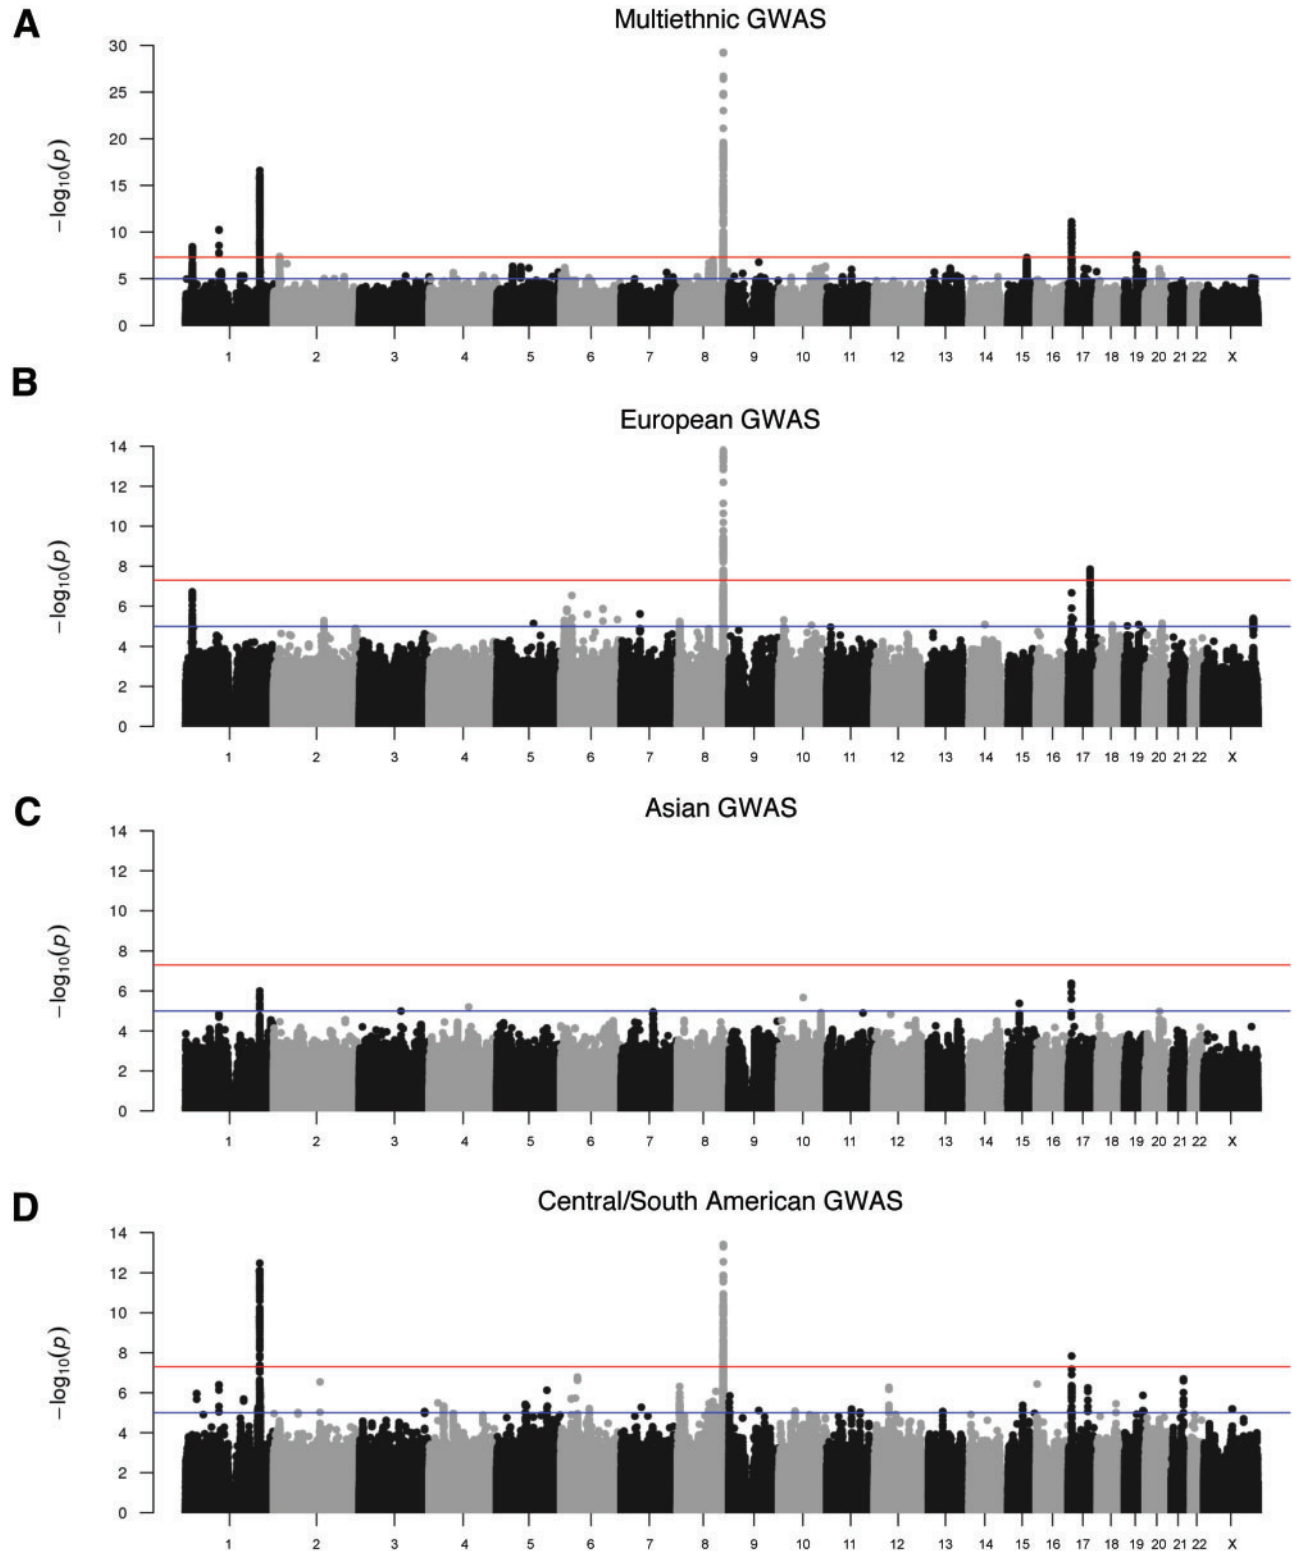 A
Multiethnic GWAS
30
25
20
15
10
5
0
−log10(p)
1 2 3 4 5 6 7 8 9 10 11 12 13 14 15 16 17 18 19 20 21 22 X
B
European GWAS
14
12
10
8
6
4
2
0
−log10(p)
1 2 3 4 5 6 7 8 9 10 11 12 13 14 15 16 17 18 19 20 21 22 X
C
Asian GWAS
14
12
10
8
6
4
2
0
−log10(p)
1 2 3 4 5 6 7 8 9 10 11 12 13 14 15 16 17 18 19 20 21 22 X
D
Central/South American GWAS
14
12
10
8
6
4
2
0
−log10(p)
1 2 3 4 5 6 7 8 9 10 11 12 13 14 15 16 17 18 19 20 21 22 X